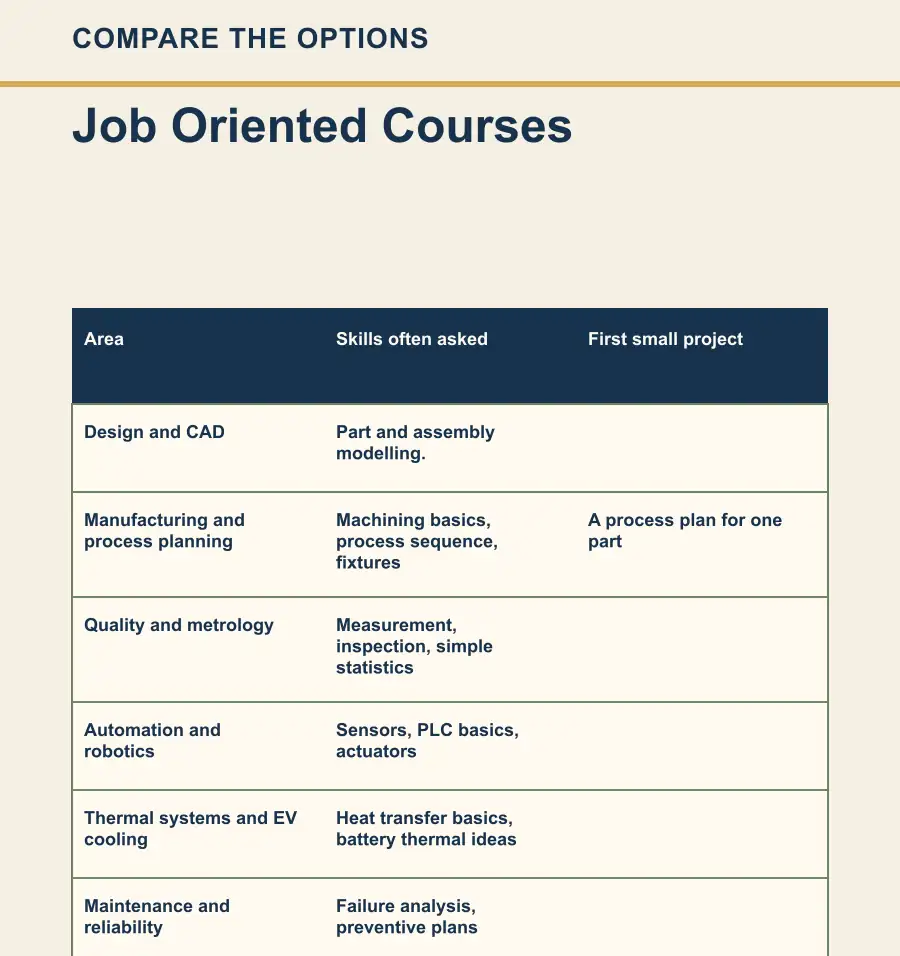 COMPARE THE OPTIONS
Job Oriented Courses
Area
Skills often asked
First small project
Design and CAD
Part and assembly
modelling.
Manufacturing and
process planning
Machining basics,
process sequence,
fixtures
A process plan for one
part
Quality and metrology
Measurement,
inspection, simple
statistics
Automation and
robotics
Sensors, PLC basics,
actuators
Thermal systems and EV
cooling
Heat transfer basics,
battery thermal ideas
Maintenance and
reliability
Failure analysis,
preventive plans